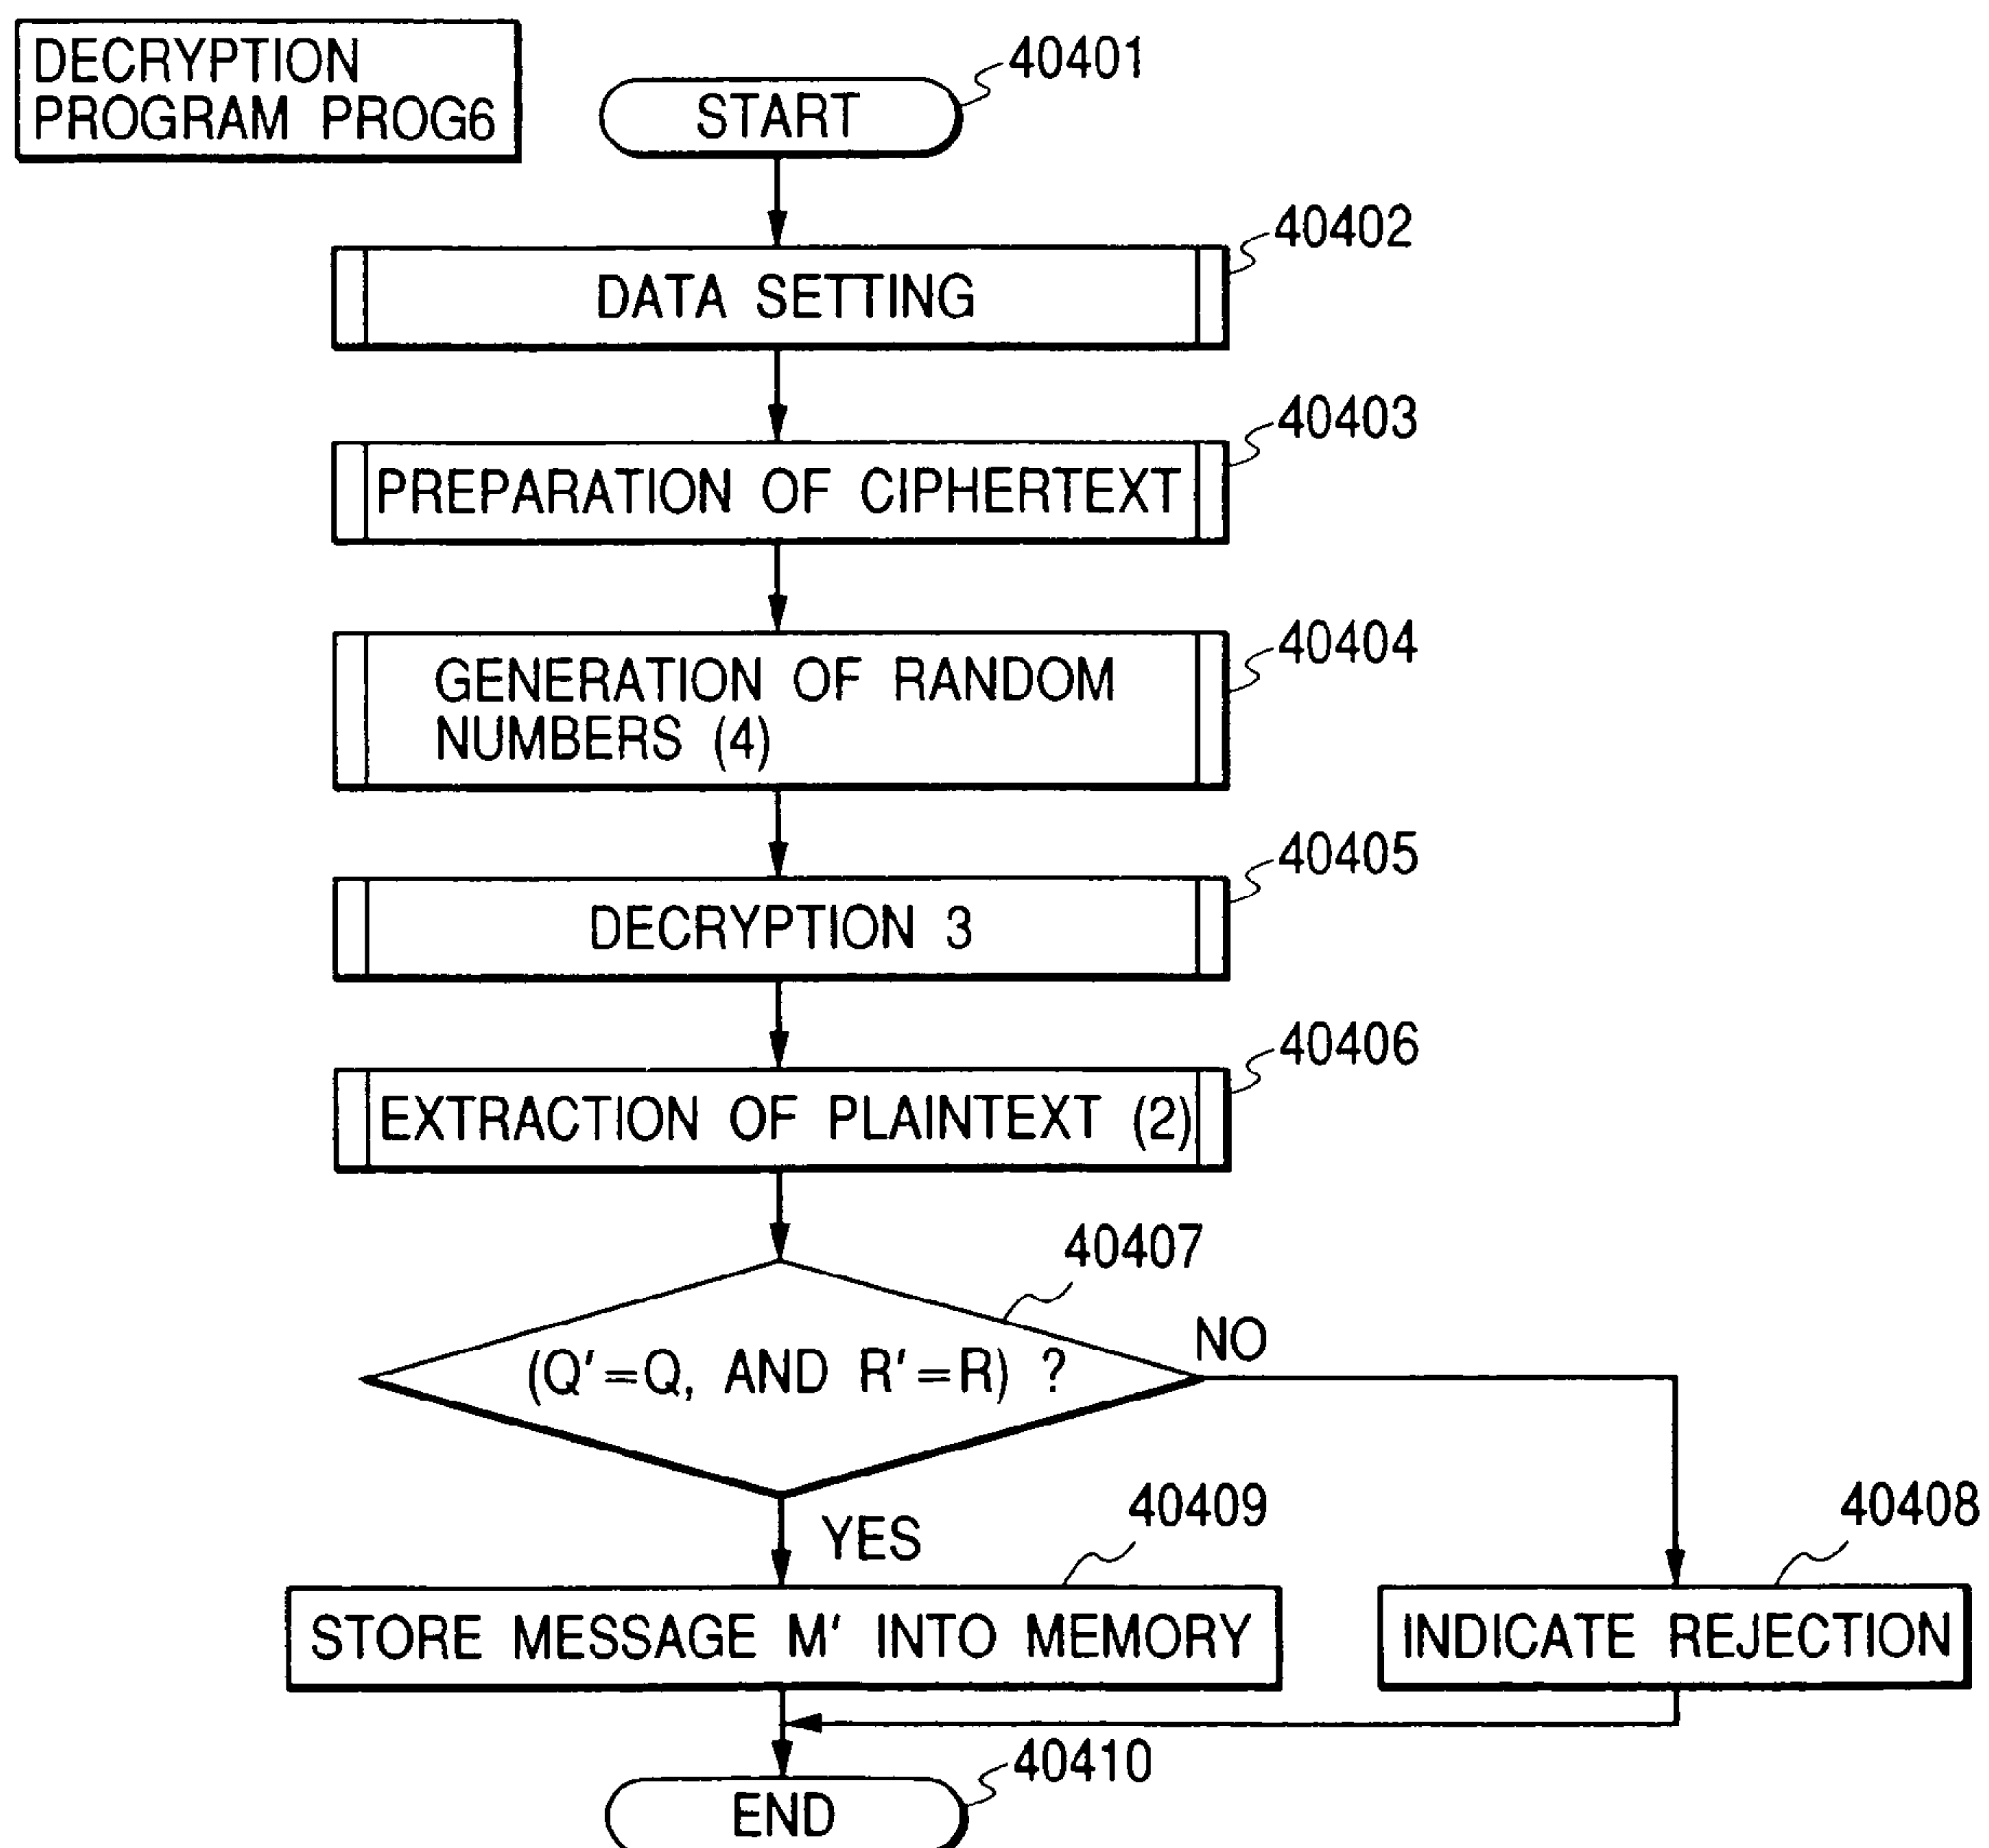 DECRYPTION
PROGRAM PROG6
START
40401
DATA SETTING
40402
PREPARATION OF CIPHERTEXT
40403
GENERATION OF RANDOM
NUMBERS (4)
40404
DECRYPTION 3
40405
EXTRACTION OF PLAINTEXT (2)
40406
(Q'=Q, AND R'=R) ?
40407
NO
YES
STORE MESSAGE M' INTO MEMORY
40409
INDICATE REJECTION
40408
END
40410